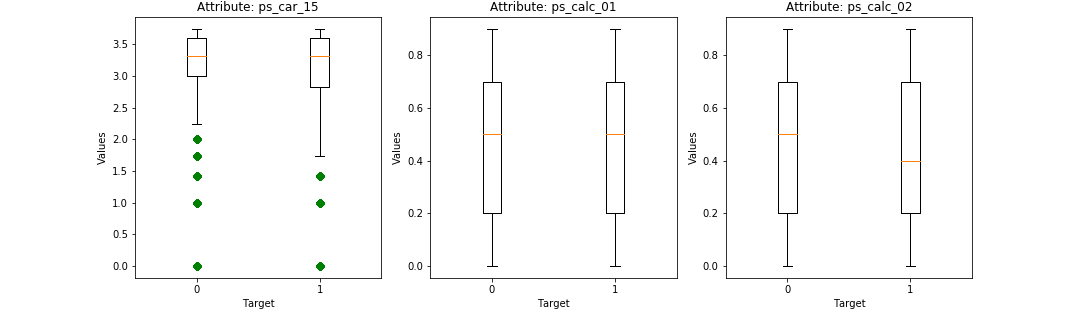 Attribute: ps_car_15
Values
3.5
3.0
2.5
2.0
1.5
1.0
0.5
0.0
0
1
Target
Attribute: ps_calc_01
Values
0.8
0.6
0.4
0.2
0.0
0
1
Target
Attribute: ps_calc_02
Values
0.8
0.6
0.4
0.2
0.0
0
1
Target